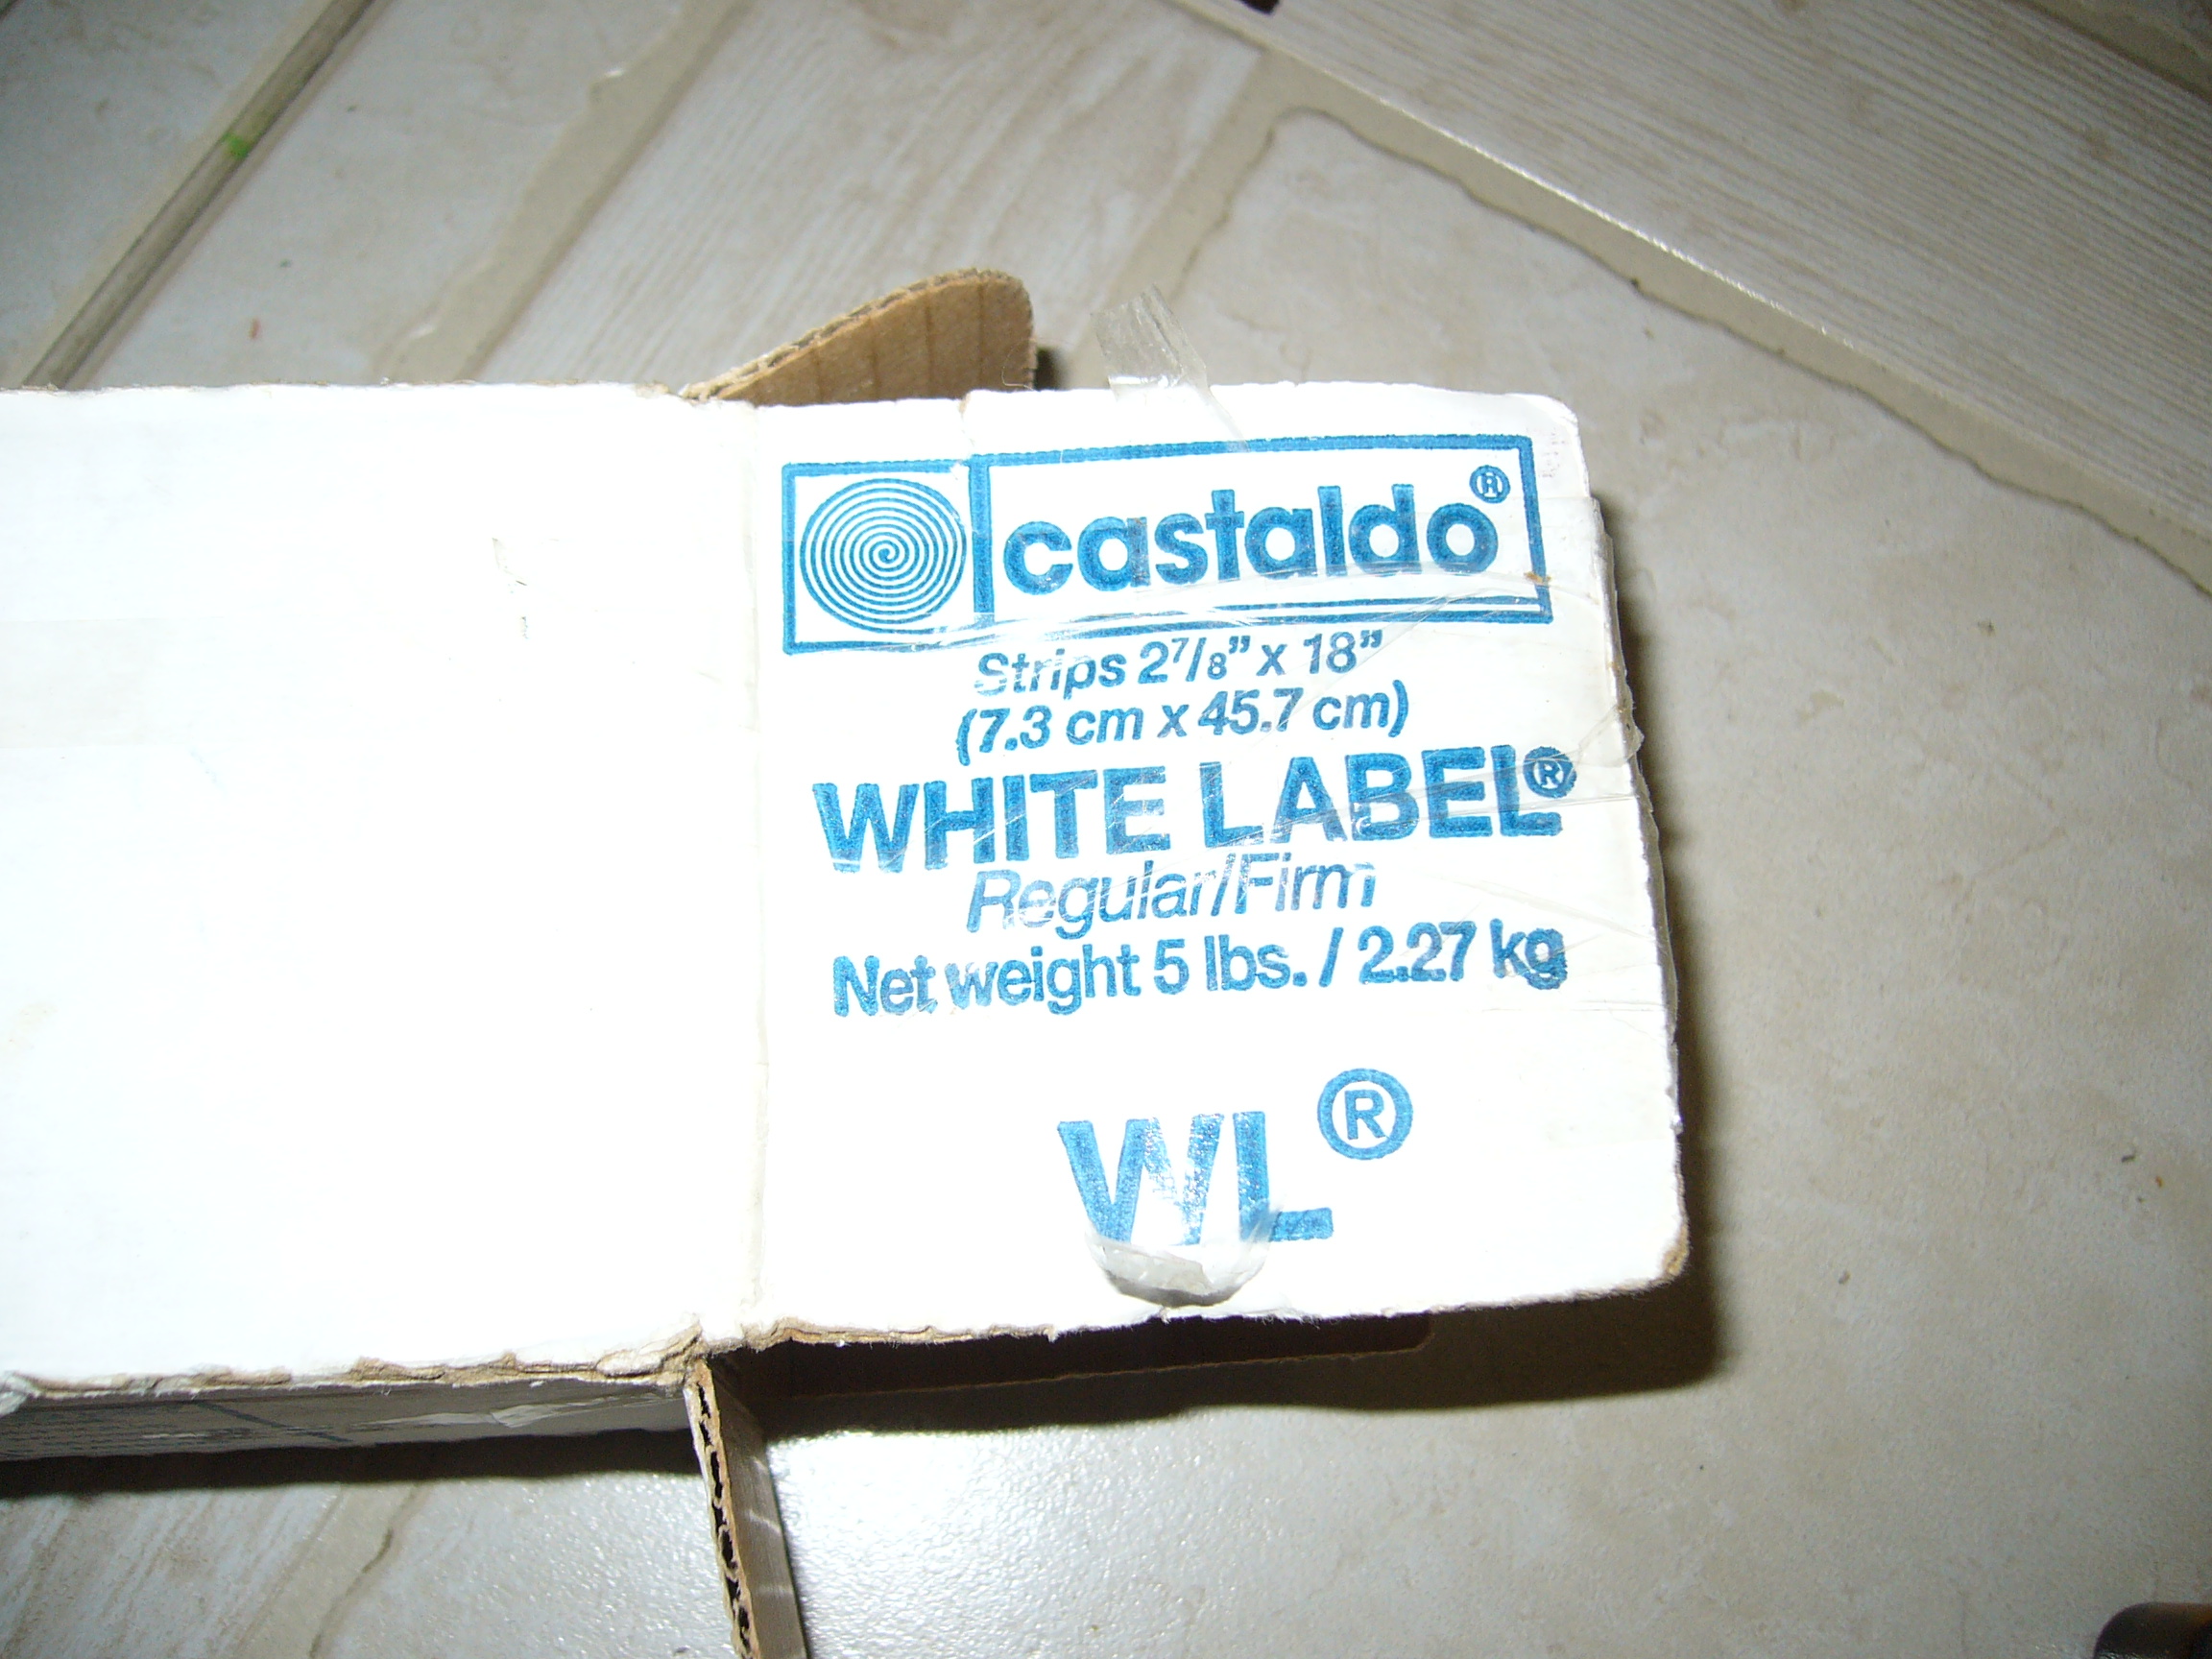 castaldo®
Strips 2⅞” x 18”
(7.3 cm x 45.7 cm)
WHITE LABEL®
Regular/Firm
Net weight 5 lbs. / 2.27 kg
WL®